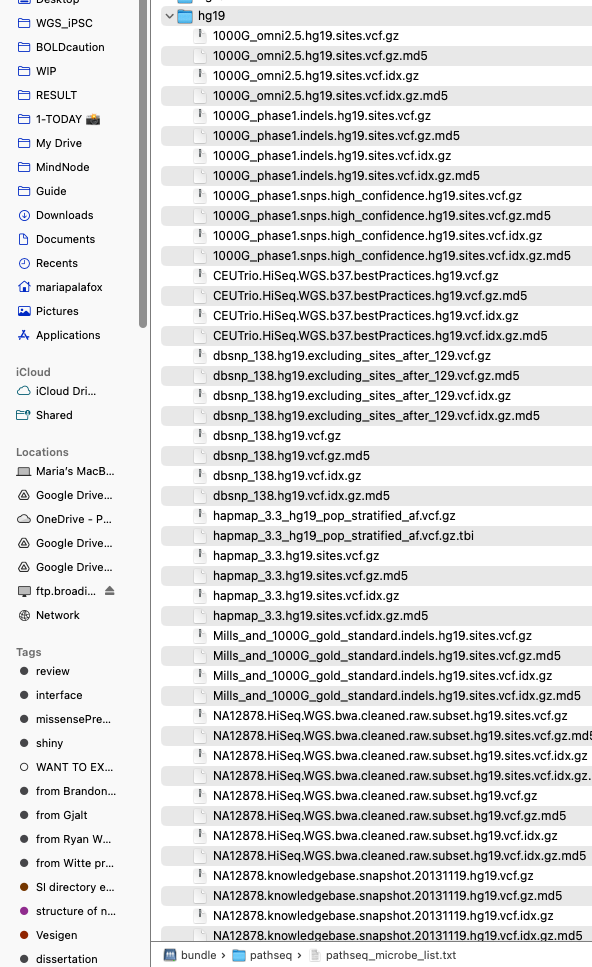 Desktop
WGS_iPSC
BOLDcaution
WIP
RESULT
1-TODAY 📸
My Drive
MindNode
Guide
Downloads
Documents
Recents
mariapalafox
Pictures
Applications
iCloud
iCloud Dri...
Shared
Locations
Maria's MacB...
Google Drive...
OneDrive - P...
Google Drive...
Google Drive...
ftp.broadi...
Network
Tags
review
interface
missensePre...
shiny
WANT TO EX...
from Brandon...
from Gjalt
from Ryan W...
from Witte pr...
SI directory e...
structure of n...
Vesigen
dissertation
hg19
1000G_omni2.5.hg19.sites.vcf.gz
1000G_omni2.5.hg19.sites.vcf.gz.md5
1000G_omni2.5.hg19.sites.vcf.idx.gz
1000G_omni2.5.hg19.sites.vcf.idx.gz.md5
1000G_phase1.indels.hg19.sites.vcf.gz
1000G_phase1.indels.hg19.sites.vcf.gz.md5
1000G_phase1.indels.hg19.sites.vcf.idx.gz
1000G_phase1.indels.hg19.sites.vcf.idx.gz.md5
1000G_phase1.snps.high_confidence.hg19.sites.vcf.gz
1000G_phase1.snps.high_confidence.hg19.sites.vcf.gz.md5
1000G_phase1.snps.high_confidence.hg19.sites.vcf.idx.gz
1000G_phase1.snps.high_confidence.hg19.sites.vcf.idx.gz.md5
CEUTrio.HiSeq.WGS.b37.bestPractices.hg19.vcf.gz
CEUTrio.HiSeq.WGS.b37.bestPractices.hg19.vcf.gz.md5
CEUTrio.HiSeq.WGS.b37.bestPractices.hg19.vcf.idx.gz
CEUTrio.HiSeq.WGS.b37.bestPractices.hg19.vcf.idx.gz.md5
dbsnp_138.hg19.excluding_sites_after_129.vcf.gz
dbsnp_138.hg19.excluding_sites_after_129.vcf.gz.md5
dbsnp_138.hg19.excluding_sites_after_129.vcf.idx.gz
dbsnp_138.hg19.excluding_sites_after_129.vcf.idx.gz.md5
dbsnp_138.hg19.vcf.gz
dbsnp_138.hg19.vcf.gz.md5
dbsnp_138.hg19.vcf.idx.gz
dbsnp_138.hg19.vcf.idx.gz.md5
hapmap_3.3_hg19_pop_stratified_af.vcf.gz
hapmap_3.3_hg19_pop_stratified_af.vcf.gz.tbi
hapmap_3.3.hg19.sites.vcf.gz
hapmap_3.3.hg19.sites.vcf.gz.md5
hapmap_3.3.hg19.sites.vcf.idx.gz
hapmap_3.3.hg19.sites.vcf.idx.gz.md5
Mills_and_1000G_gold_standard.indels.hg19.sites.vcf.gz
Mills_and_1000G_gold_standard.indels.hg19.sites.vcf.gz.md5
Mills_and_1000G_gold_standard.indels.hg19.sites.vcf.idx.gz
Mills_and_1000G_gold_standard.indels.hg19.sites.vcf.idx.gz.md5
NA12878.HiSeq.WGS.bwa.cleaned.raw.subset.hg19.sites.vcf.gz
NA12878.HiSeq.WGS.bwa.cleaned.raw.subset.hg19.sites.vcf.gz.md5
NA12878.HiSeq.WGS.bwa.cleaned.raw.subset.hg19.sites.vcf.idx.gz
NA12878.HiSeq.WGS.bwa.cleaned.raw.subset.hg19.sites.vcf.idx.gz.
NA12878.HiSeq.WGS.bwa.cleaned.raw.subset.hg19.vcf.gz
NA12878.HiSeq.WGS.bwa.cleaned.raw.subset.hg19.vcf.gz.md5
NA12878.HiSeq.WGS.bwa.cleaned.raw.subset.hg19.vcf.idx.gz
NA12878.HiSeq.WGS.bwa.cleaned.raw.subset.hg19.vcf.idx.gz.md5
NA12878.knowledgebase.snapshot.20131119.hg19.vcf.gz
NA12878.knowledgebase.snapshot.20131119.hg19.vcf.gz.md5
NA12878.knowledgebase.snapshot.20131119.hg19.vcf.idx.gz
NA12878.knowledgebase.snapshot.20131119.hg19.vcf.idx.gz.md5
bundle › pathseq › pathseq_microbe_list.txt